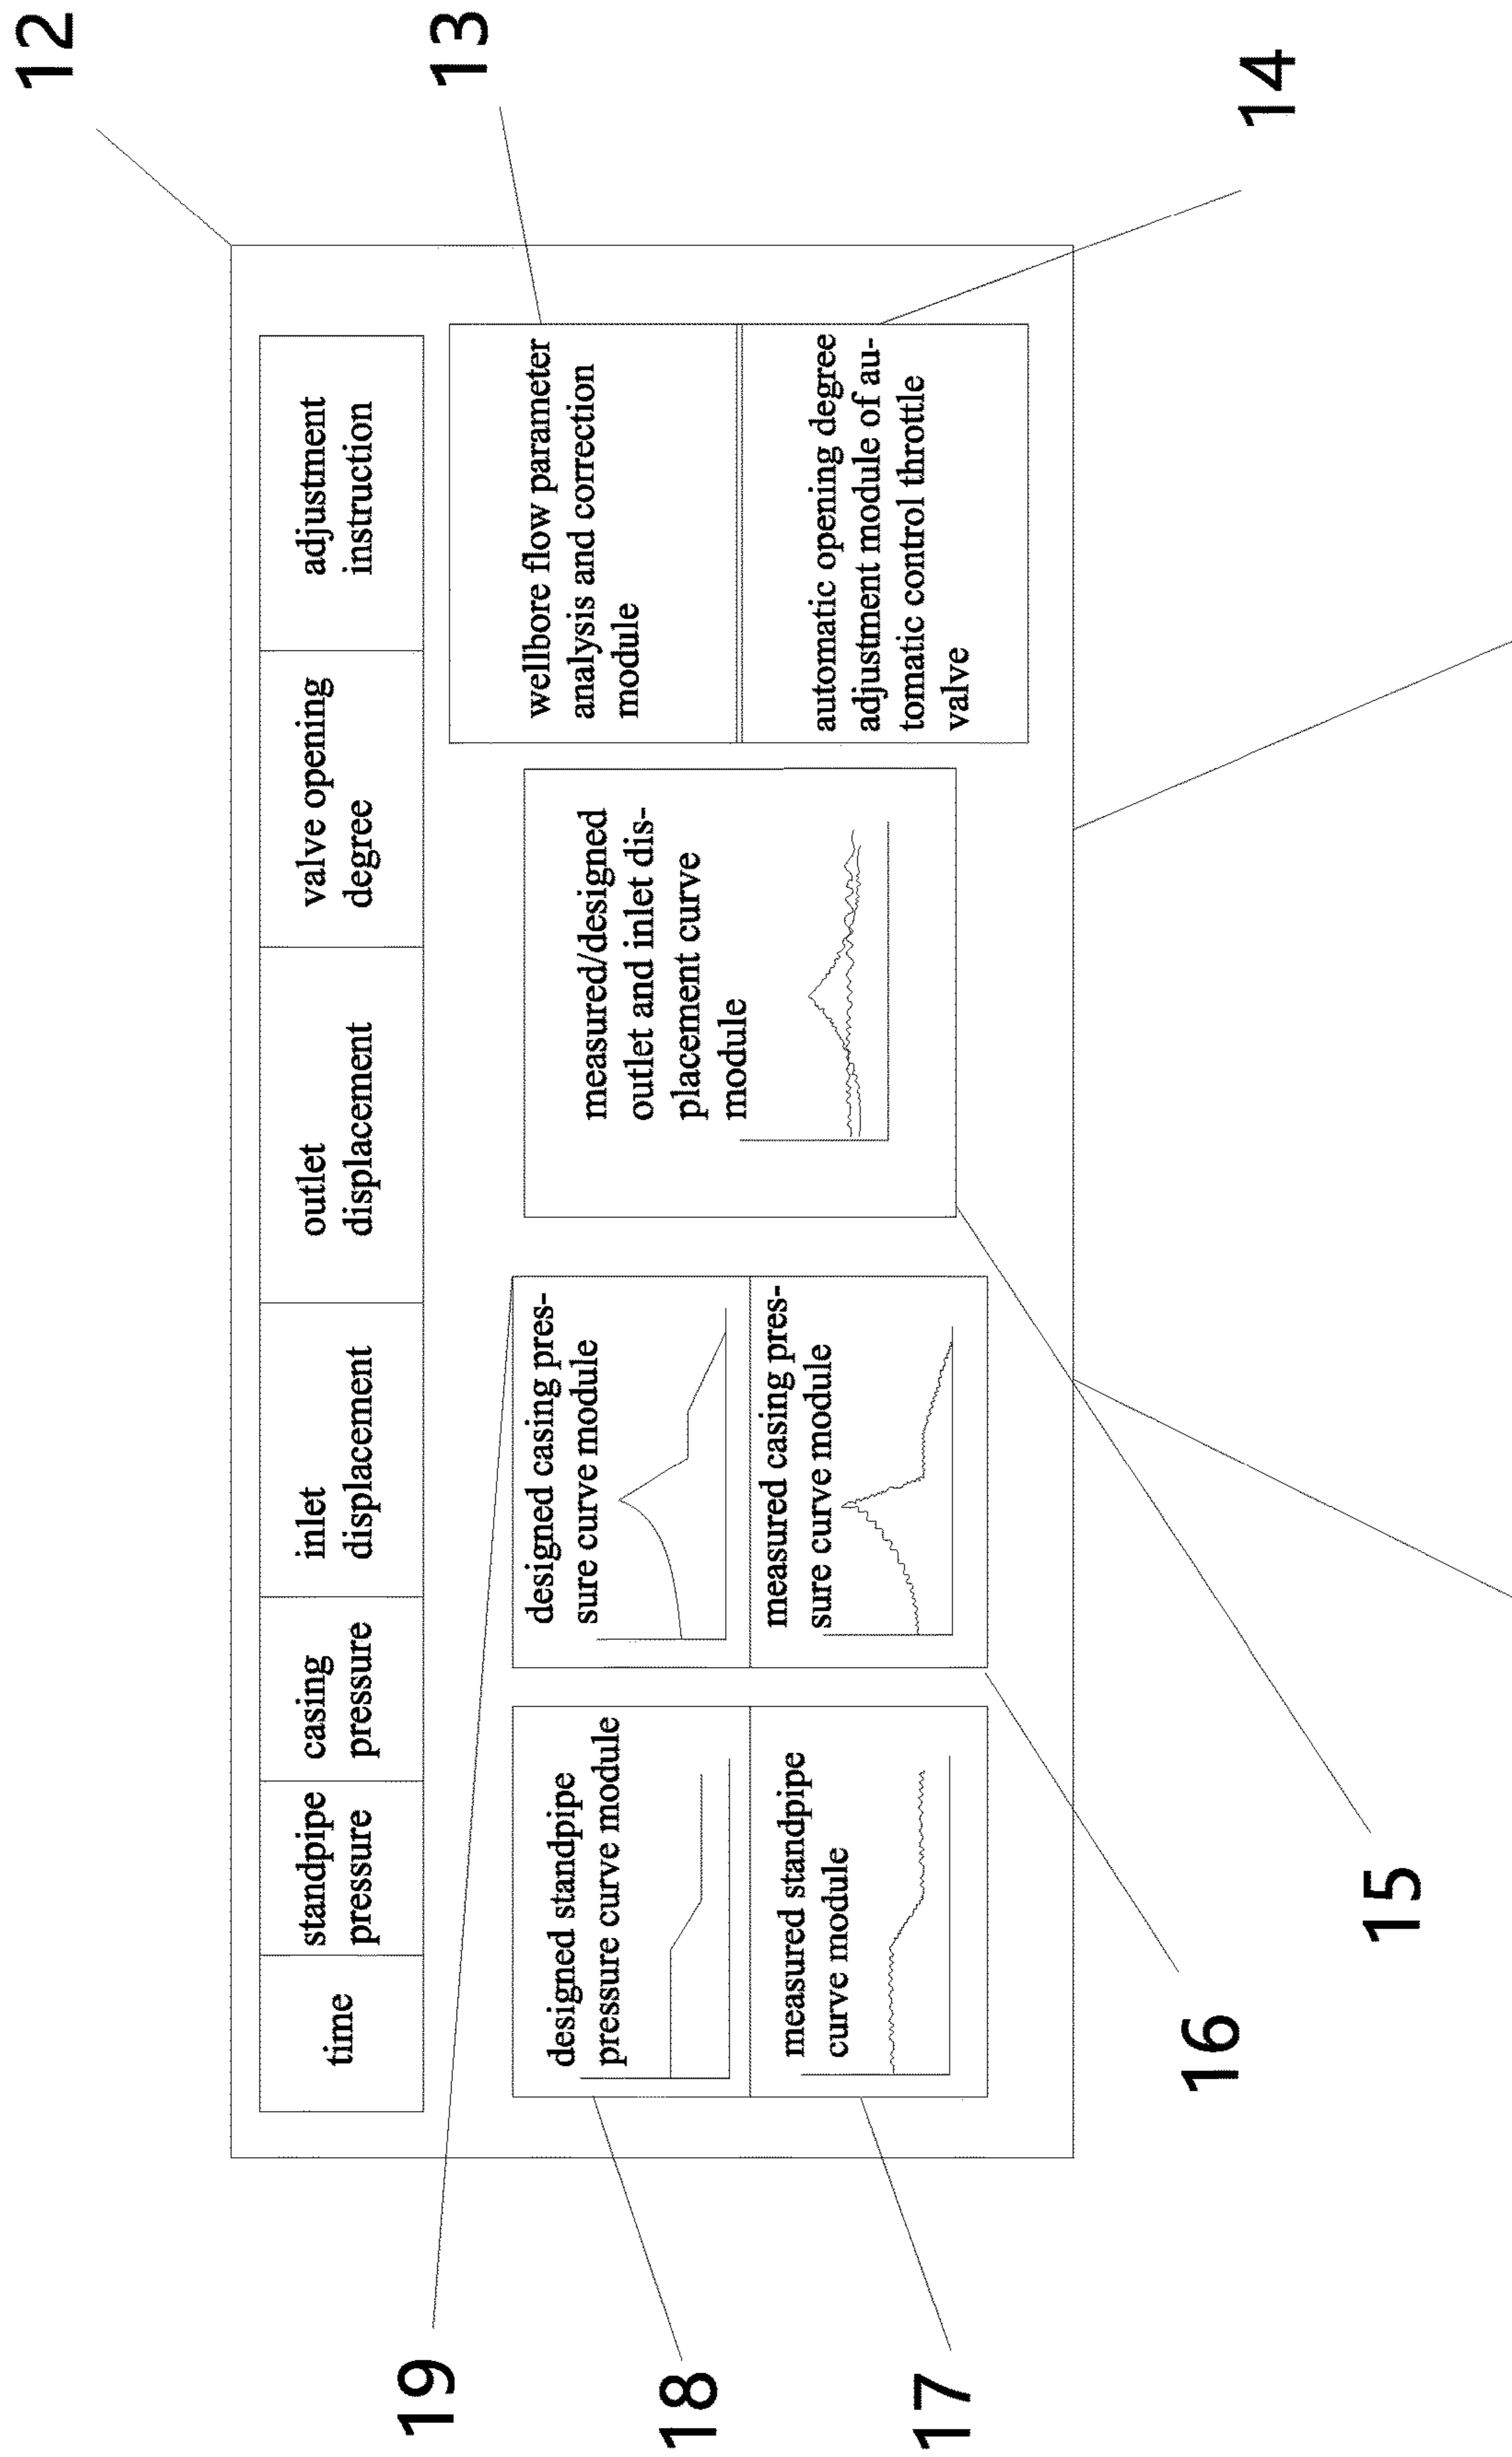 12
13
14
time
standpipe
pressure
casing
pressure
inlet
displacement
outlet
displacement
valve opening
degree
adjustment
instruction
designed standpipe
pressure curve module
measured standpipe
curve module
designed casing pres-
sure curve module
measured casing pres-
sure curve module
measured/designed
outlet and inlet dis-
placement curve
module
wellbore flow parameter
analysis and correction
module
automatic opening degree
adjustment module of au-
tomatic control throttle
valve
19
18
17
16
15